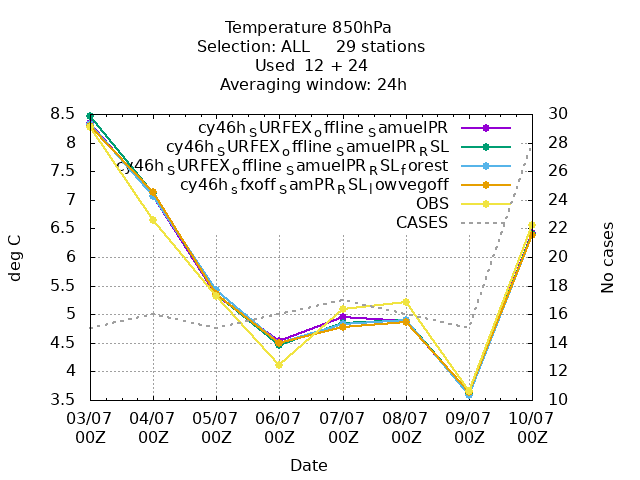 Temperature 850hPa
Selection: ALL     29 stations
Used  12 + 24
Averaging window: 24h
8.5 30
cy46h_SURFEX_offline_SamuelPR
8 28
cy46h_SURFEX_offline_SamuelPR_RSL
7.5 26
cy46h_SURFEX_offline_SamuelPR_RSL_forest
7 24
cy46h_sfxoff_SamPR_RSL_lowvegoff
OBS
6.5 22
CASES
6 20
5.5 18
5 16
4.5 14
4 12
3.5 10
deg C
No cases
03/07 04/07 05/07 06/07 07/07 08/07 09/07 10/07
00Z 00Z 00Z 00Z 00Z 00Z 00Z 00Z
Date